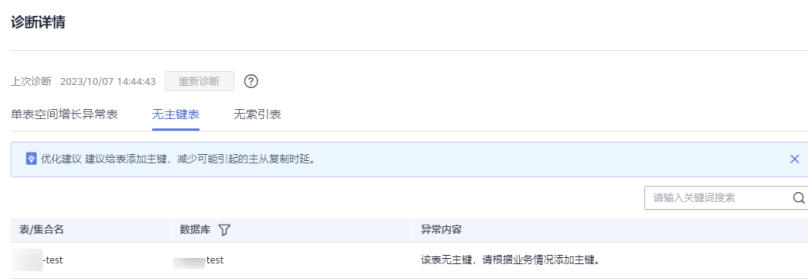 诊断详情
上次诊断 2023/10/07 14:44:43 重新诊断 ?
单表空间增长异常表 无主键表 无索引表
优化建议 建议给表添加主键，减少可能引起的主从复制时延。
请输入关键词搜索
表/集合名 数据库 异常内容
-test -test 该表无主键，请根据业务情况添加主键。